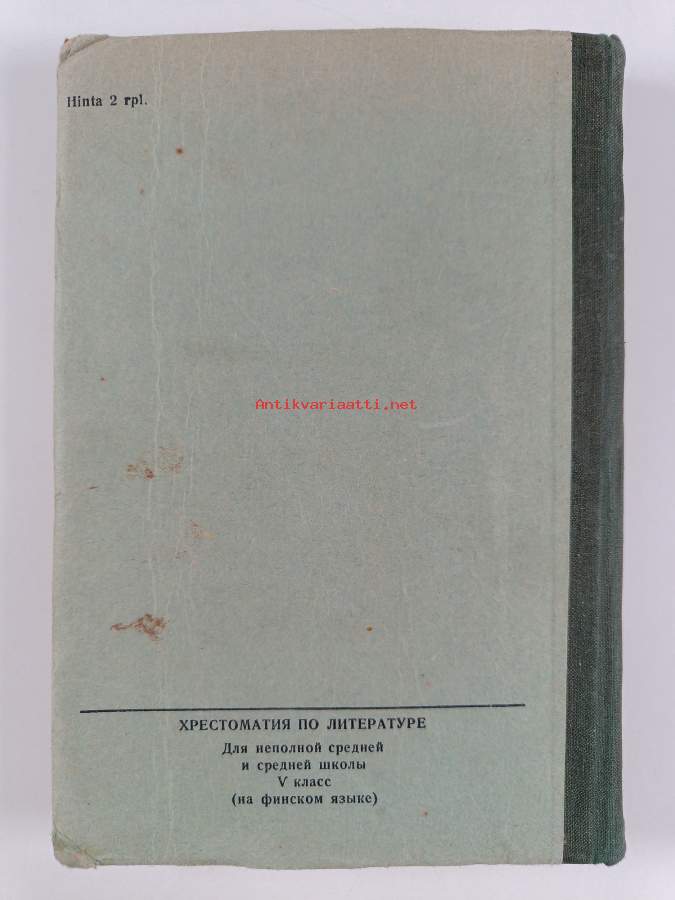 Hinta 2 rpl.
Antikvariaatti.net
ХРЕСТОМАТИЯ ПО ЛИТЕРАТУРЕ
Для неполной средней
и средней школы
V класс
(на финском языке)